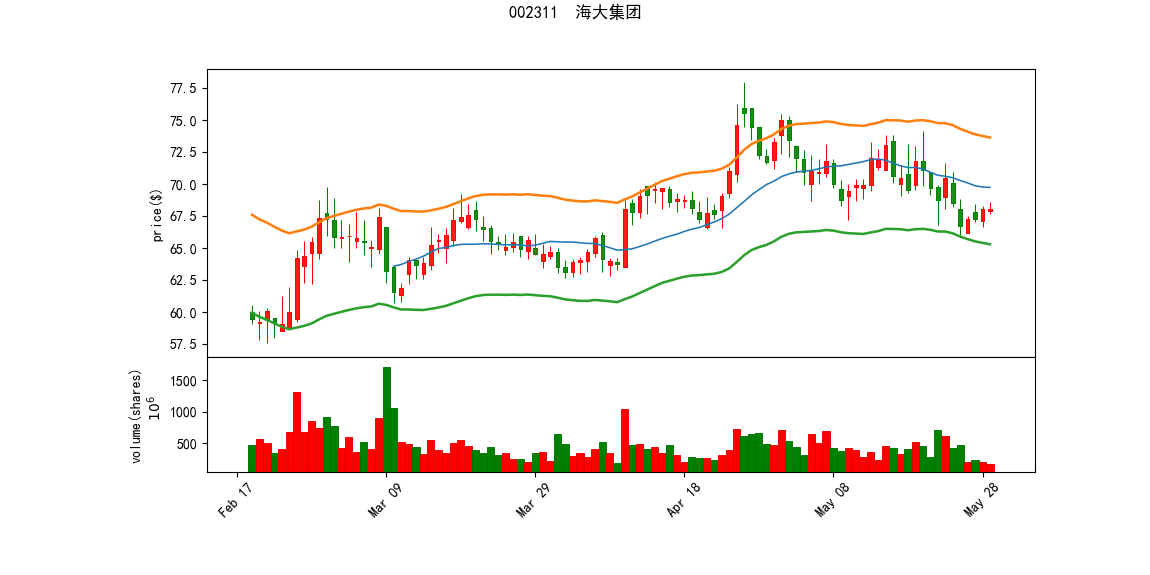 002311 海大集团
77.5
75.0
72.5
70.0
67.5
65.0
62.5
60.0
57.5
price($)
1500
1000
500
volume(shares)
10^6
Feb 17
Mar 09
Mar 29
Apr 18
May 08
May 28